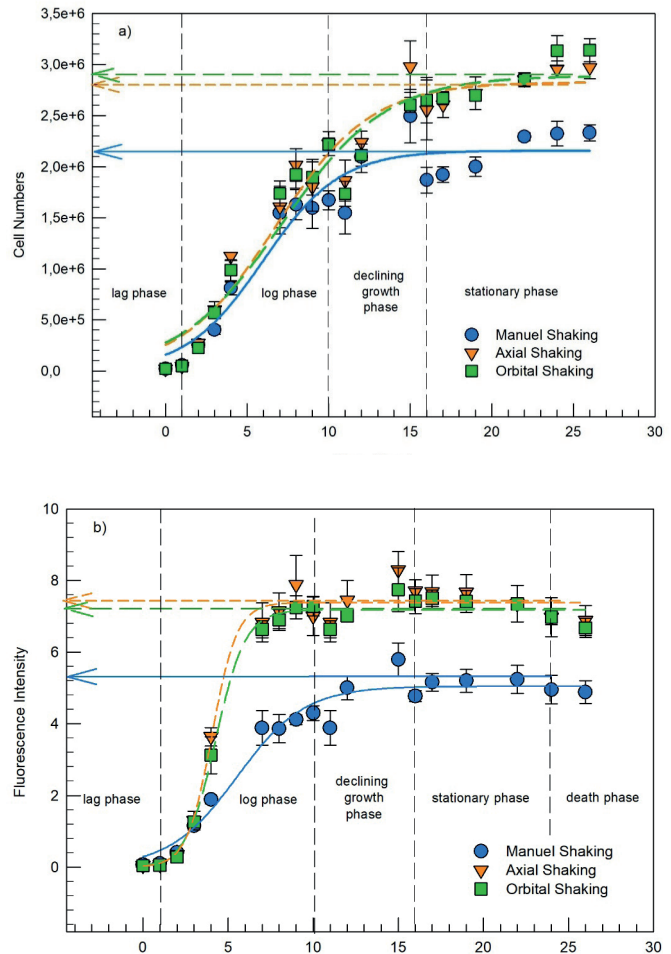 3,5e+6
a)
3,0e+6
2,5e+6
2,0e+6
1,5e+6
1,0e+6
5,0e+5
0,0
Cell Numbers
lag phase
log phase
declining
growth
phase
stationary phase
Manuel Shaking
Axial Shaking
Orbital Shaking
0 5 10 15 20 25 30
10
b)
8
6
4
2
0
Fluorescence Intensity
lag phase
log phase
declining
growth
phase
stationary phase
death phase
Manuel Shaking
Axial Shaking
Orbital Shaking
0 5 10 15 20 25 30